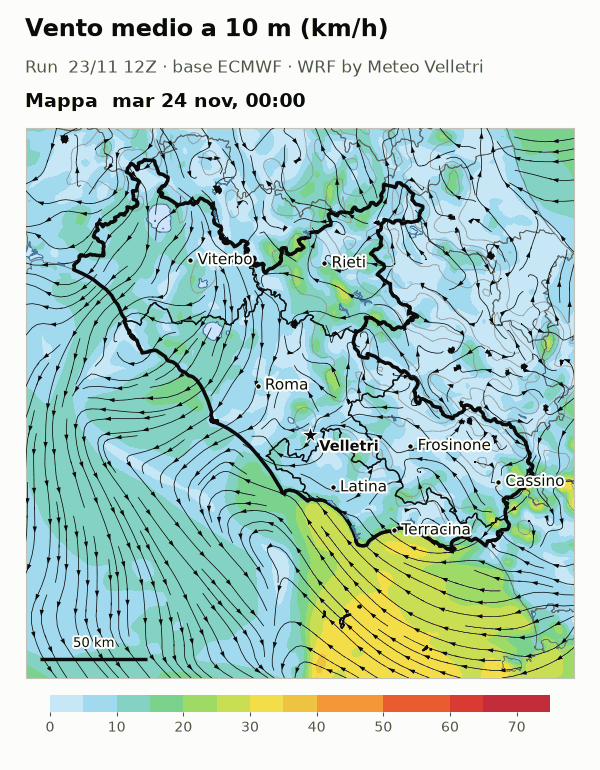 Vento medio a 10 m (km/h)
Run 23/11 12Z · base ECMWF · WRF by Meteo Velletri
Mappa mar 24 nov, 00:00
Viterbo
Rieti
Roma
Velletri
Frosinone
Cassino
Latina
Terracina
50 km
0 10 20 30 40 50 60 70